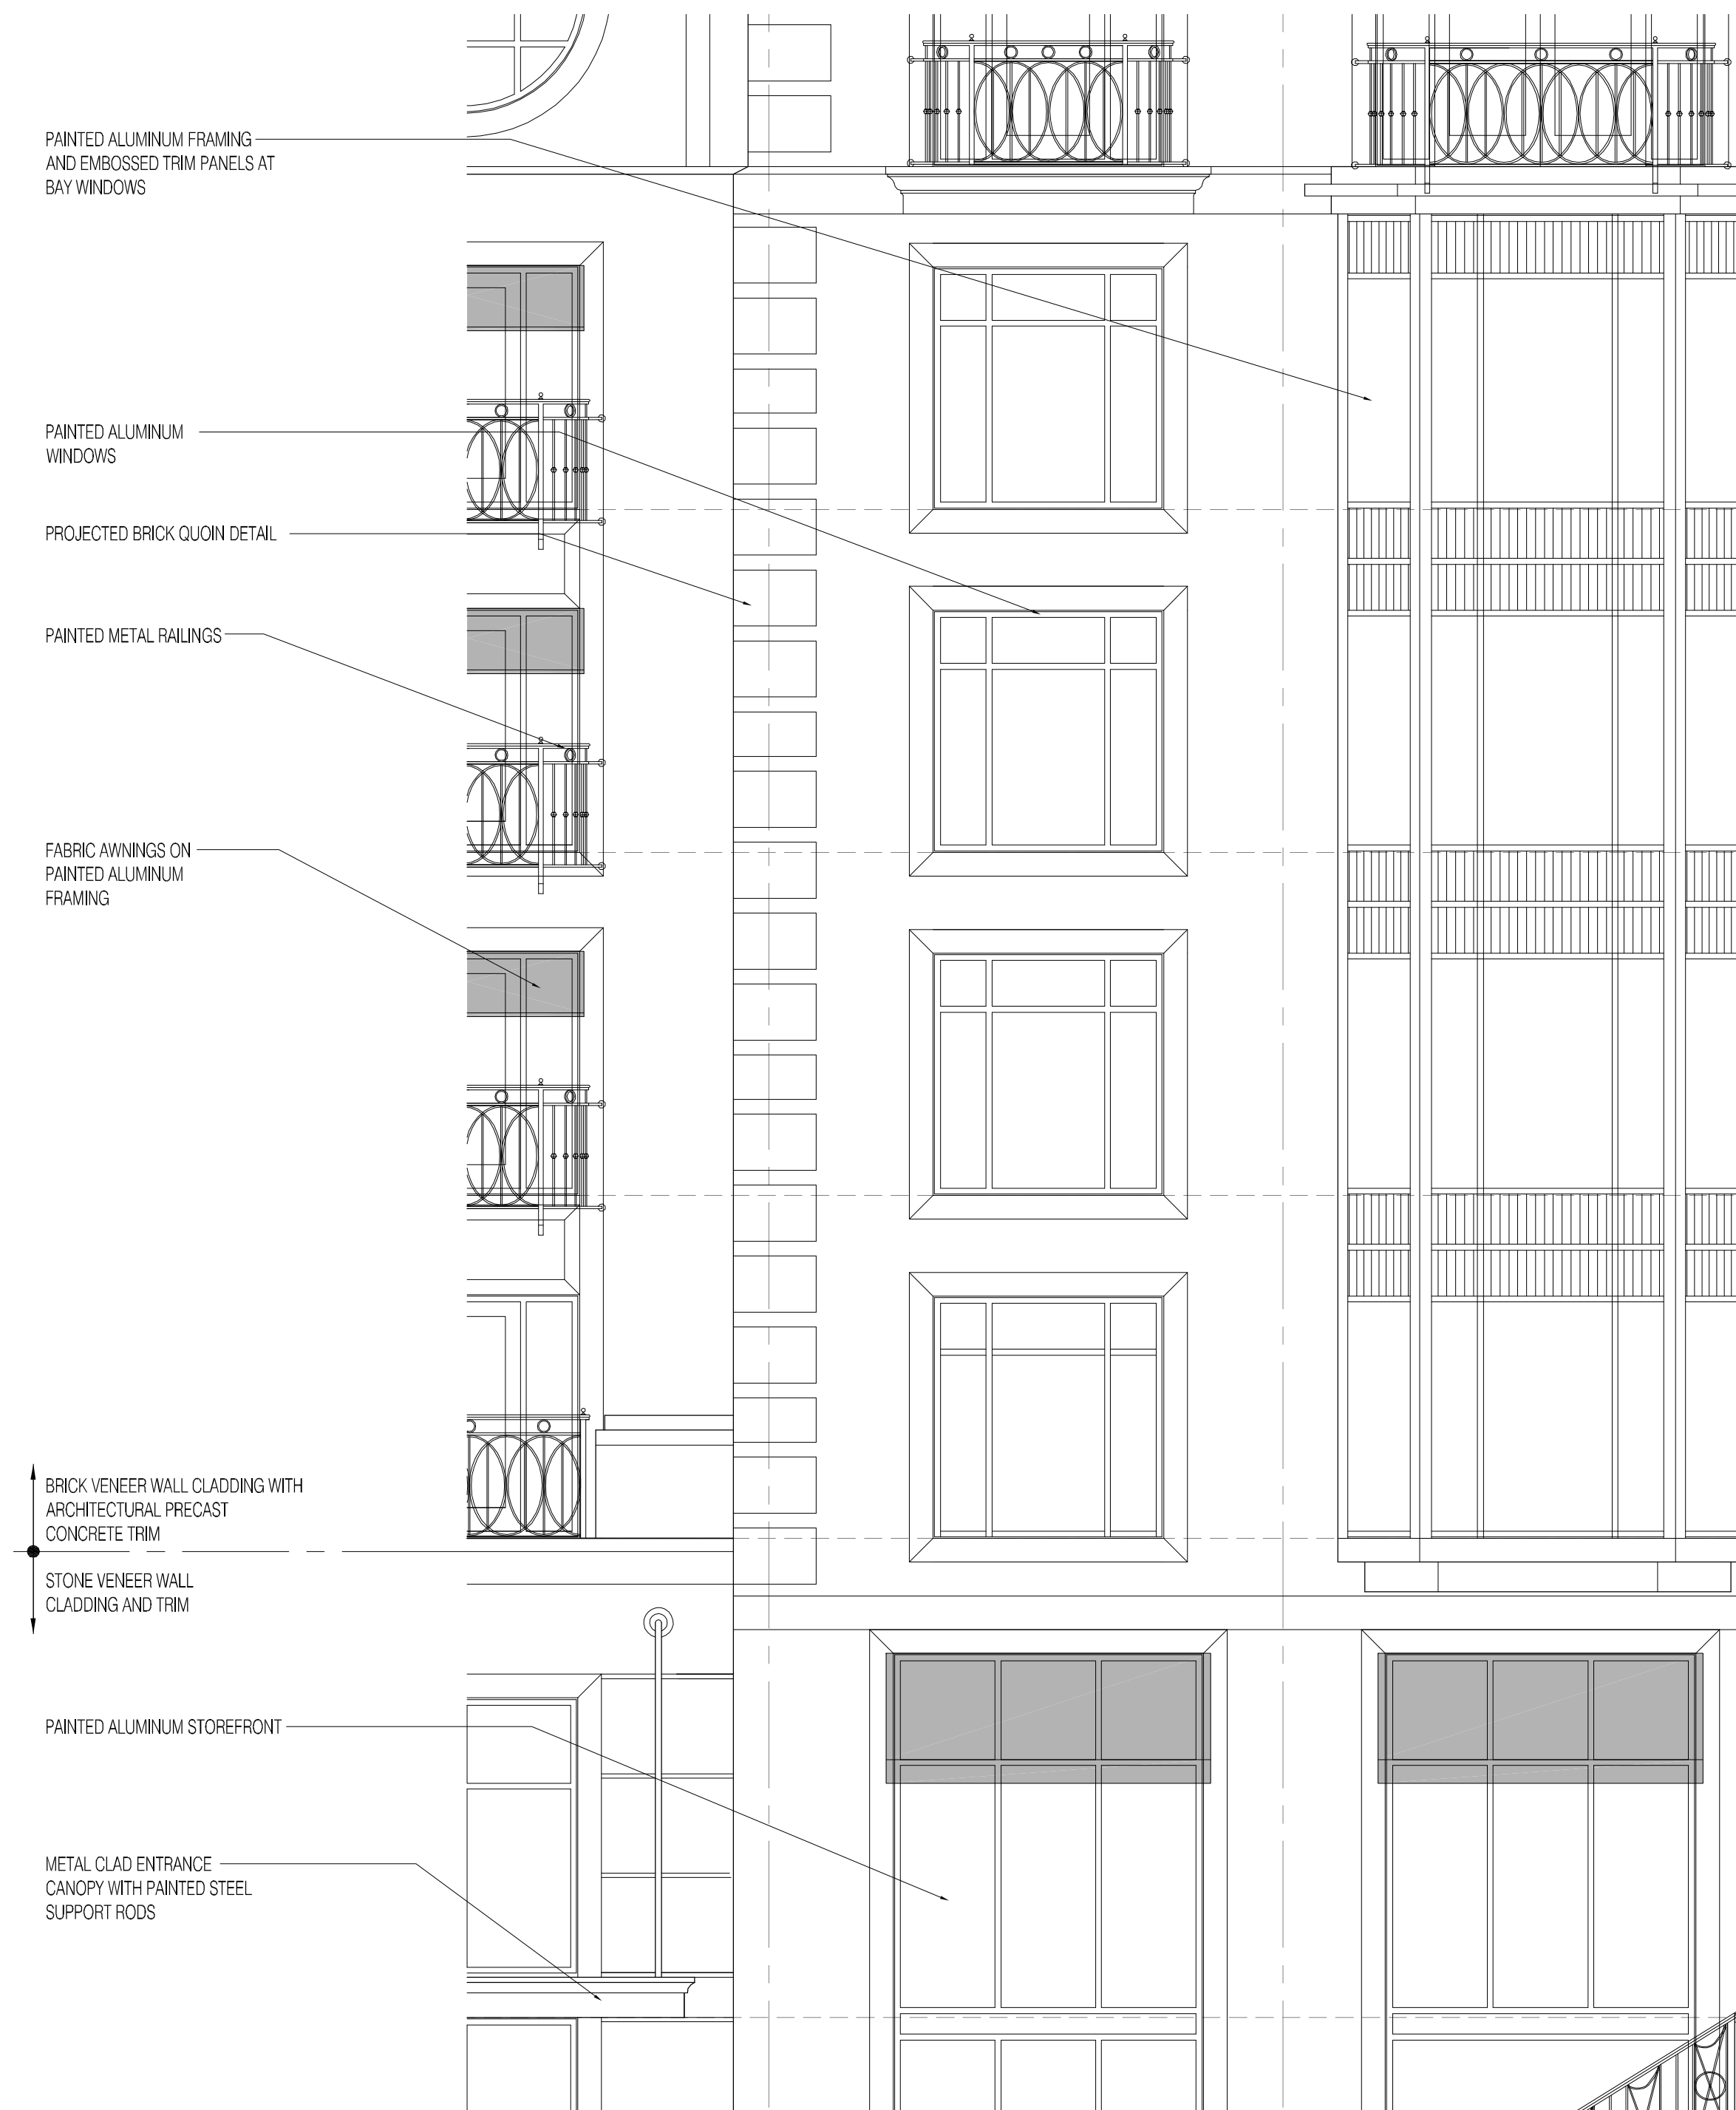 PAINTED ALUMINUM FRAMING
AND EMBOSSED TRIM PANELS AT
BAY WINDOWS
PAINTED ALUMINUM
WINDOWS
PROJECTED BRICK QUOIN DETAIL
PAINTED METAL RAILINGS
FABRIC AWNINGS ON
PAINTED ALUMINUM
FRAMING
BRICK VENEER WALL CLADDING WITH
ARCHITECTURAL PRECAST
CONCRETE TRIM
STONE VENEER WALL
CLADDING AND TRIM
PAINTED ALUMINUM STOREFRONT
METAL CLAD ENTRANCE
CANOPY WITH PAINTED STEEL
SUPPORT RODS